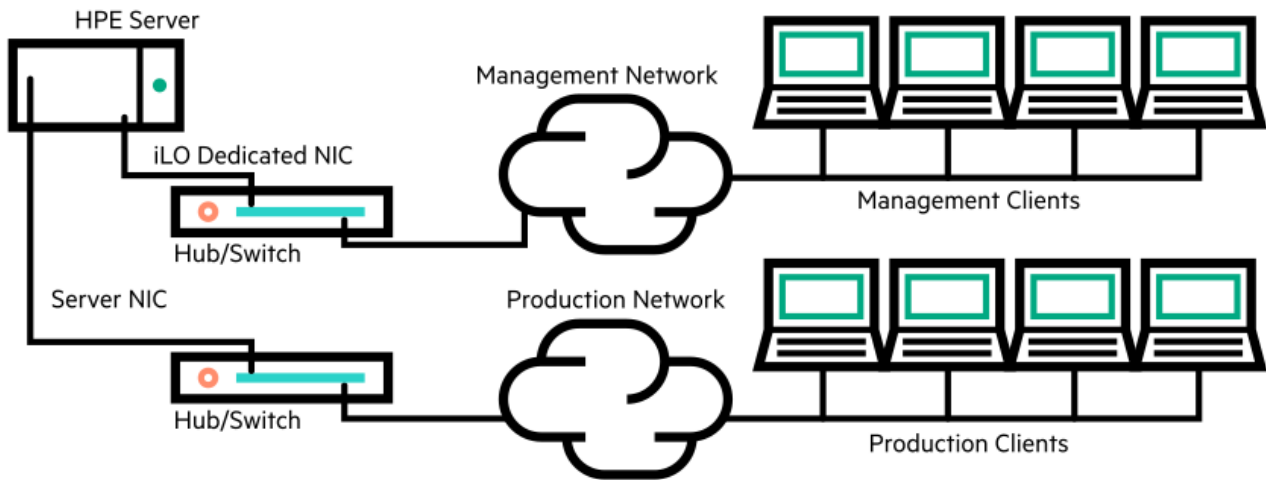 HPE Server
Management Network
iLO Dedicated NIC
Management Clients
Hub/Switch
Server NIC
Production Network
Hub/Switch
Production Clients